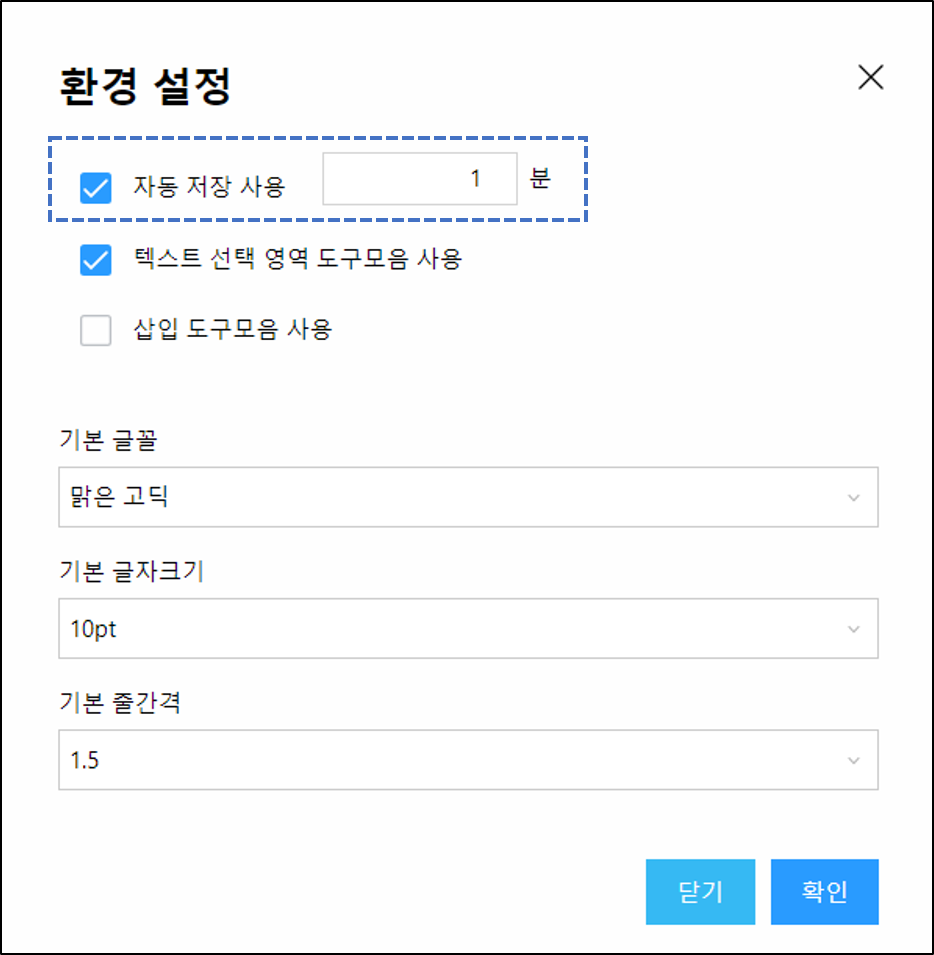 환경 설정
자동 저장 사용 1 분
텍스트 선택 영역 도구모음 사용
삽입 도구모음 사용
기본 글꼴
맑은 고딕
기본 글자크기
10pt
기본 줄간격
1.5
닫기 확인